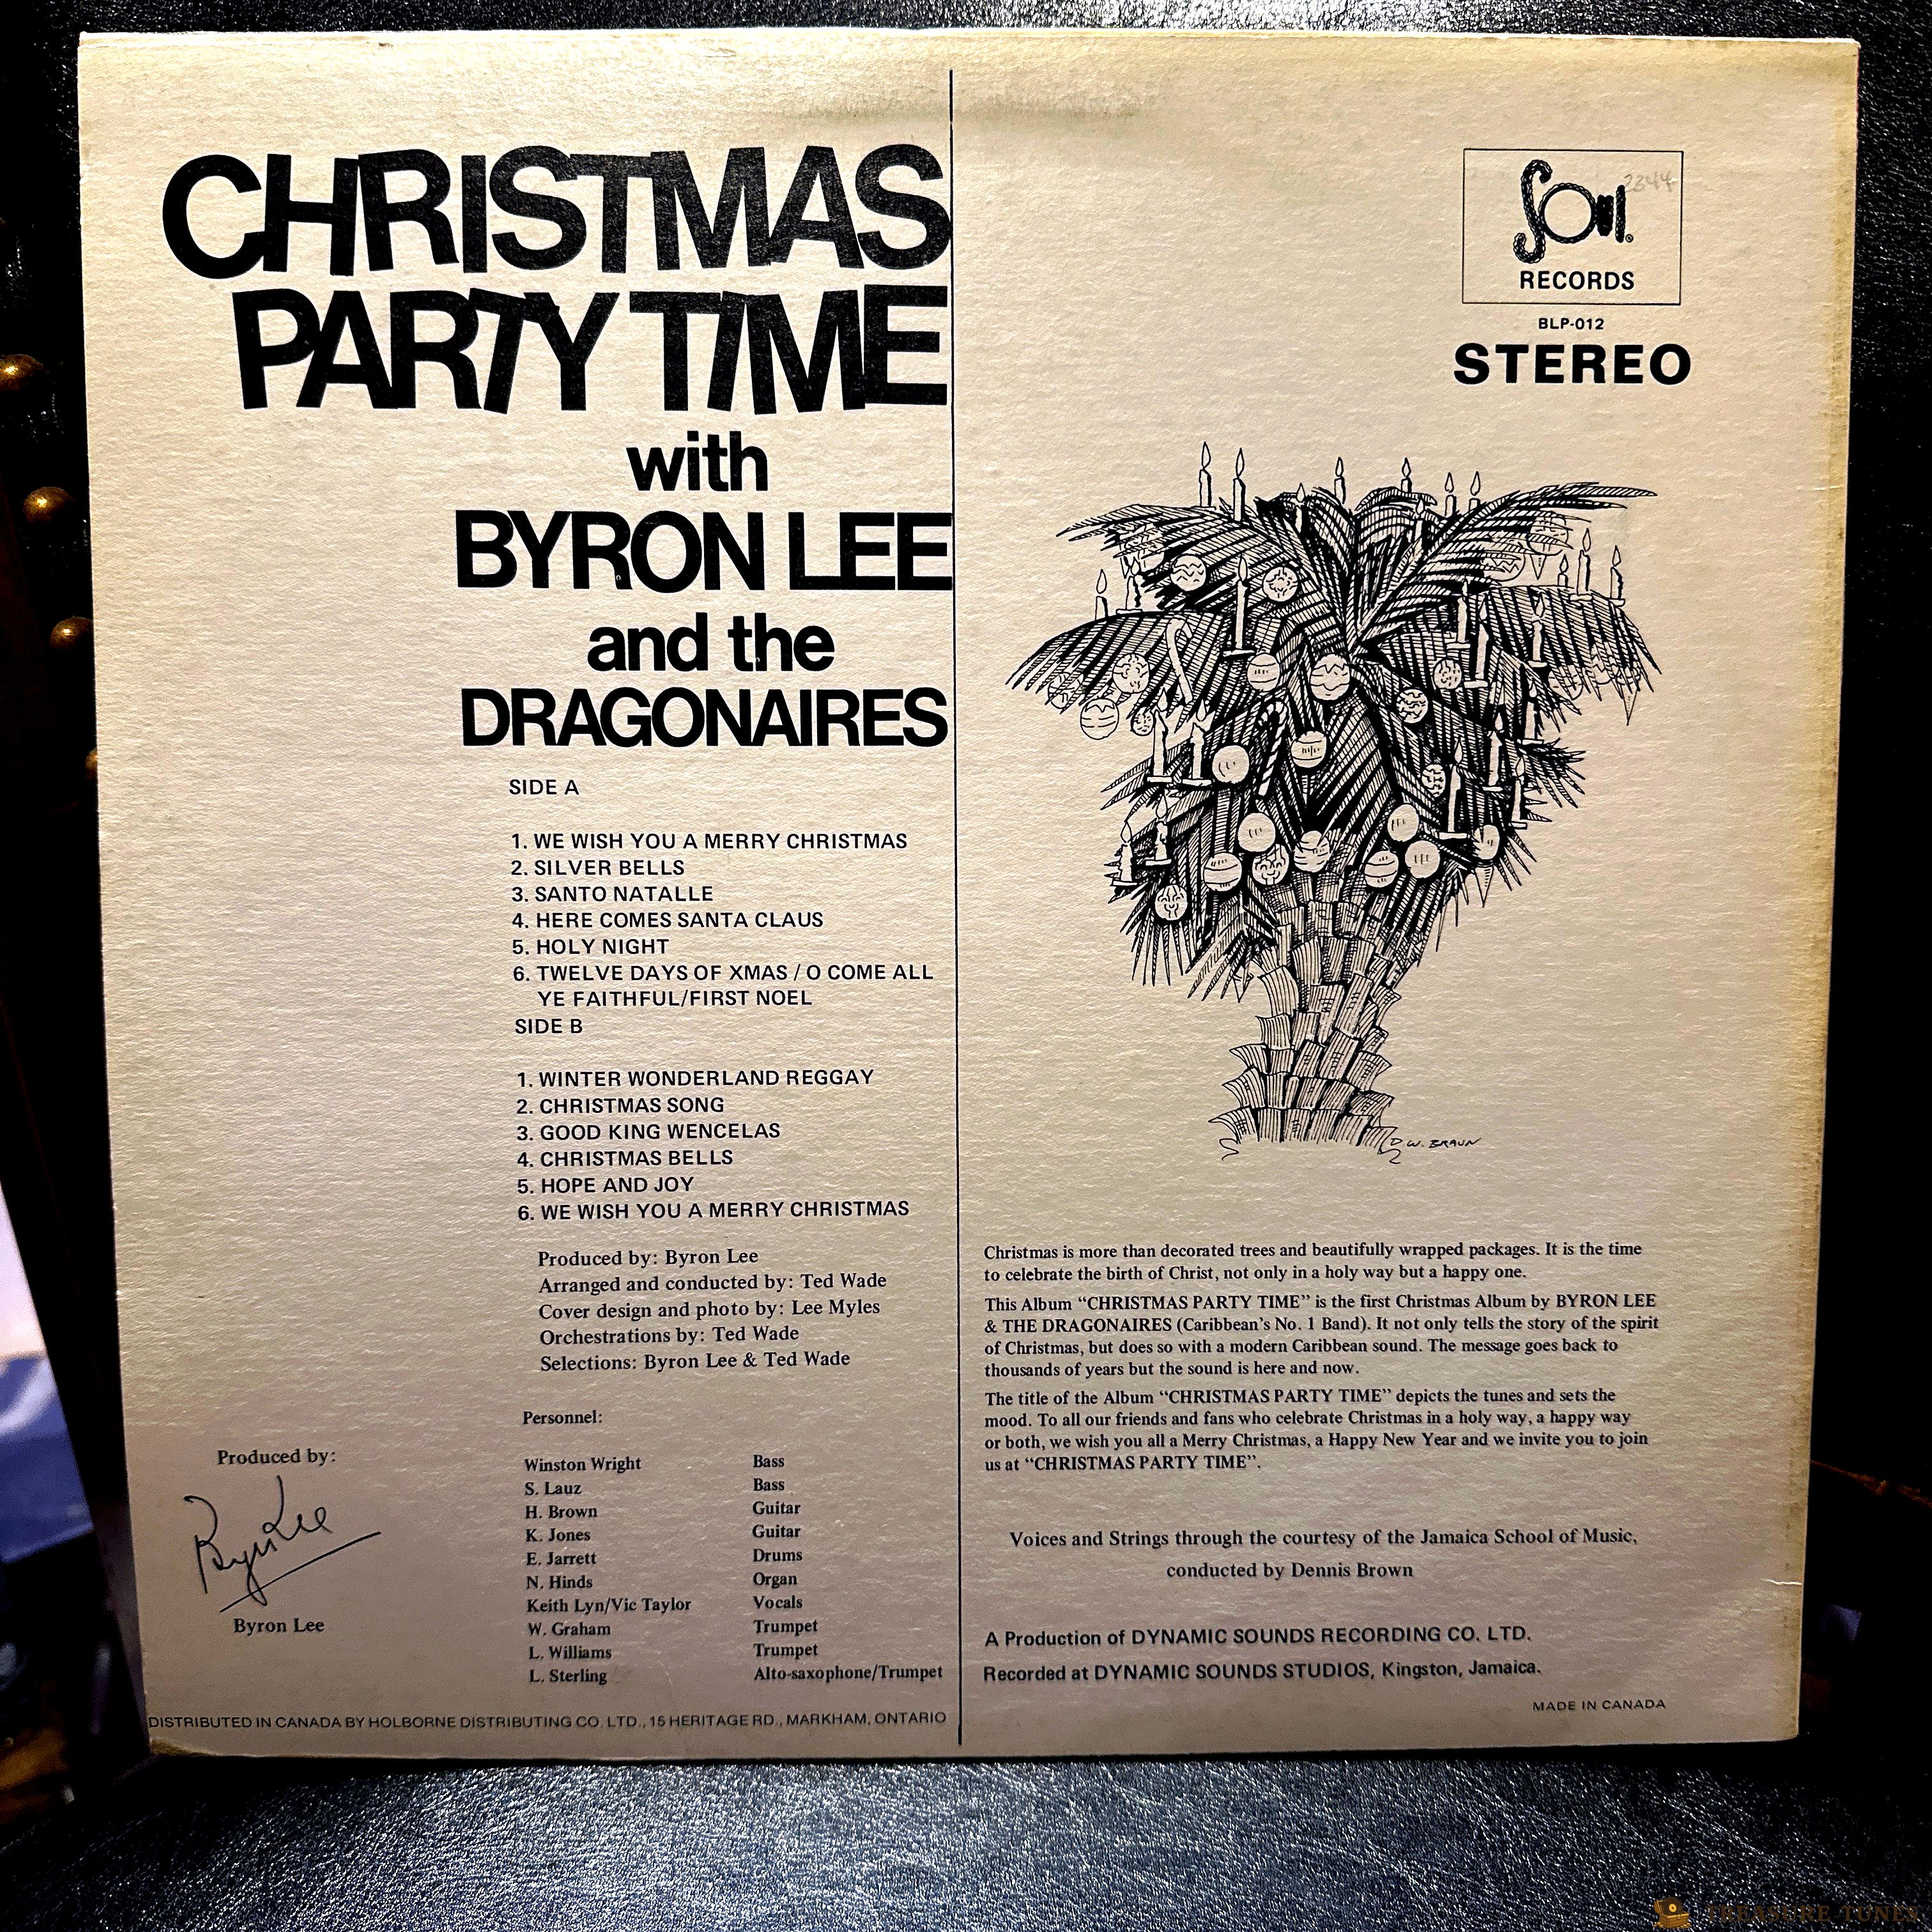 CHRISTMAS
PARTY TIME
with
BYRON LEE
and the
DRAGONAIRES
SIDE A
1. WE WISH YOU A MERRY CHRISTMAS
2. SILVER BELLS
3. SANTO NATALLE
4. HERE COMES SANTA CLAUS
5. HOLY NIGHT
6. TWELVE DAYS OF XMAS / O COME ALL
YE FAITHFUL/FIRST NOEL
SIDE B
1. WINTER WONDERLAND REGGAY
2. CHRISTMAS SONG
3. GOOD KING WENCELAS
4. CHRISTMAS BELLS
5. HOPE AND JOY
6. WE WISH YOU A MERRY CHRISTMAS
Produced by: Byron Lee
Arranged and conducted by: Ted Wade
Cover design and photo by: Lee Myles
Orchestrations by: Ted Wade
Selections: Byron Lee & Ted Wade
Personnel:
Winston Wright Bass
S. Lauz Bass
H. Brown Guitar
K. Jones Guitar
E. Jarrett Drums
N. Hinds Organ
Keith Lyn/Vic Taylor Vocals
W. Graham Trumpet
L. Williams Trumpet
L. Sterling Alto-saxophone/Trumpet
Produced by:
Byron Lee
Byron Lee
DISTRIBUTED IN CANADA BY HOLBORNE DISTRIBUTING CO. LTD., 15 HERITAGE RD., MARKHAM, ONTARIO
2344
Soul
RECORDS
BLP-012
STEREO
D.W. BRAUN
Christmas is more than decorated trees and beautifully wrapped packages. It is the time
to celebrate the birth of Christ, not only in a holy way but a happy one.
This Album “CHRISTMAS PARTY TIME” is the first Christmas Album by BYRON LEE
& THE DRAGONAIRES (Caribbean’s No. 1 Band). It not only tells the story of the spirit
of Christmas, but does so with a modern Caribbean sound. The message goes back to
thousands of years but the sound is here and now.
The title of the Album “CHRISTMAS PARTY TIME” depicts the tunes and sets the
mood. To all our friends and fans who celebrate Christmas in a holy way, a happy way
or both, we wish you all a Merry Christmas, a Happy New Year and we invite you to join
us at “CHRISTMAS PARTY TIME”.
Voices and Strings through the courtesy of the Jamaica School of Music,
conducted by Dennis Brown
A Production of DYNAMIC SOUNDS RECORDING CO. LTD.
Recorded at DYNAMIC SOUNDS STUDIOS, Kingston, Jamaica.
MADE IN CANADA
TREASURE TUNES